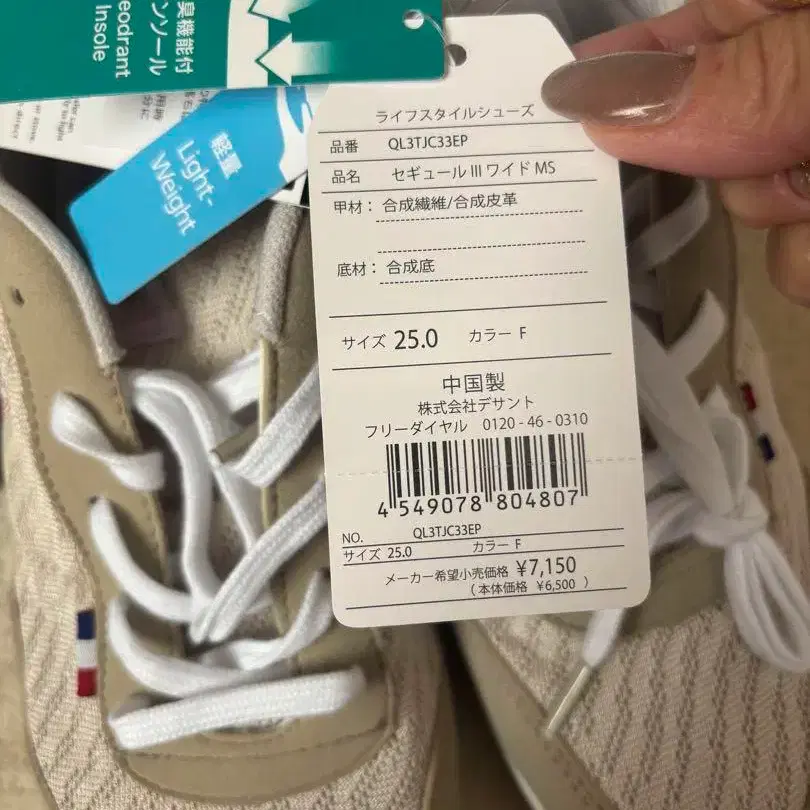 臭機能付
ンソール
eodrant
Insole
軽量
Light-
Weight
ライフスタイルシューズ
品番 QL3TJC33EP
品名 セギュール III ワイド MS
甲材： 合成繊維/合成皮革
底材： 合成底
サイズ 25.0 カラー F
中国製
株式会社デサント
フリーダイヤル 0120-46-0310
4 549078 804807
NO. QL3TJC33EP
サイズ 25.0 カラー F
メーカー希望小売価格 ¥7,150
（本体価格 ¥6,500 ）